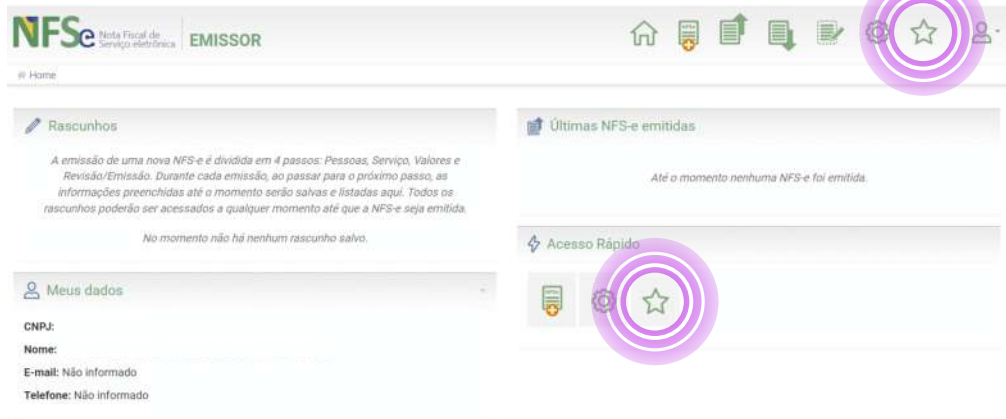 NFSe Nota Fiscal de
Serviço eletrônica
EMISSOR
Home
Rascunhos
A emissão de uma nova NFS-e é dividida em 4 passos: Pessoas, Serviço, Valores e
Revisão/Emissão. Durante cada emissão, ao passar para o próximo passo, as
informações preenchidas até o momento serão salvas e listadas aqui. Todos os
rascunhos poderão ser acessados a qualquer momento até que a NFS-e seja emitida.
No momento não há nenhum rascunho salvo.
Meus dados
CNPJ:
Nome:
E-mail: Não informado
Telefone: Não informado
Últimas NFS-e emitidas
Até o momento nenhuma NFS-e foi emitida.
Acesso Rápido